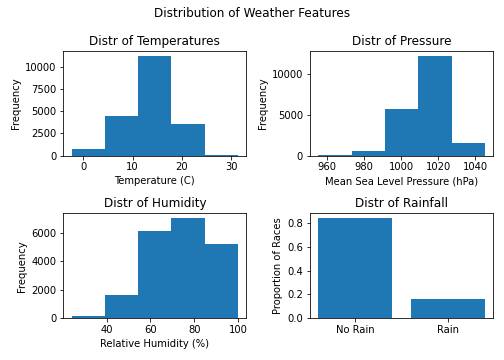 Distribution of Weather Features
Distr of Temperatures
Frequency
10000
7500
5000
2500
0
0 10 20 30
Temperature (C)
Distr of Pressure
Frequency
10000
5000
0
960 980 1000 1020 1040
Mean Sea Level Pressure (hPa)
Distr of Humidity
Frequency
6000
4000
2000
0
40 60 80 100
Relative Humidity (%)
Distr of Rainfall
Proportion of Races
0.8
0.6
0.4
0.2
0.0
No Rain Rain